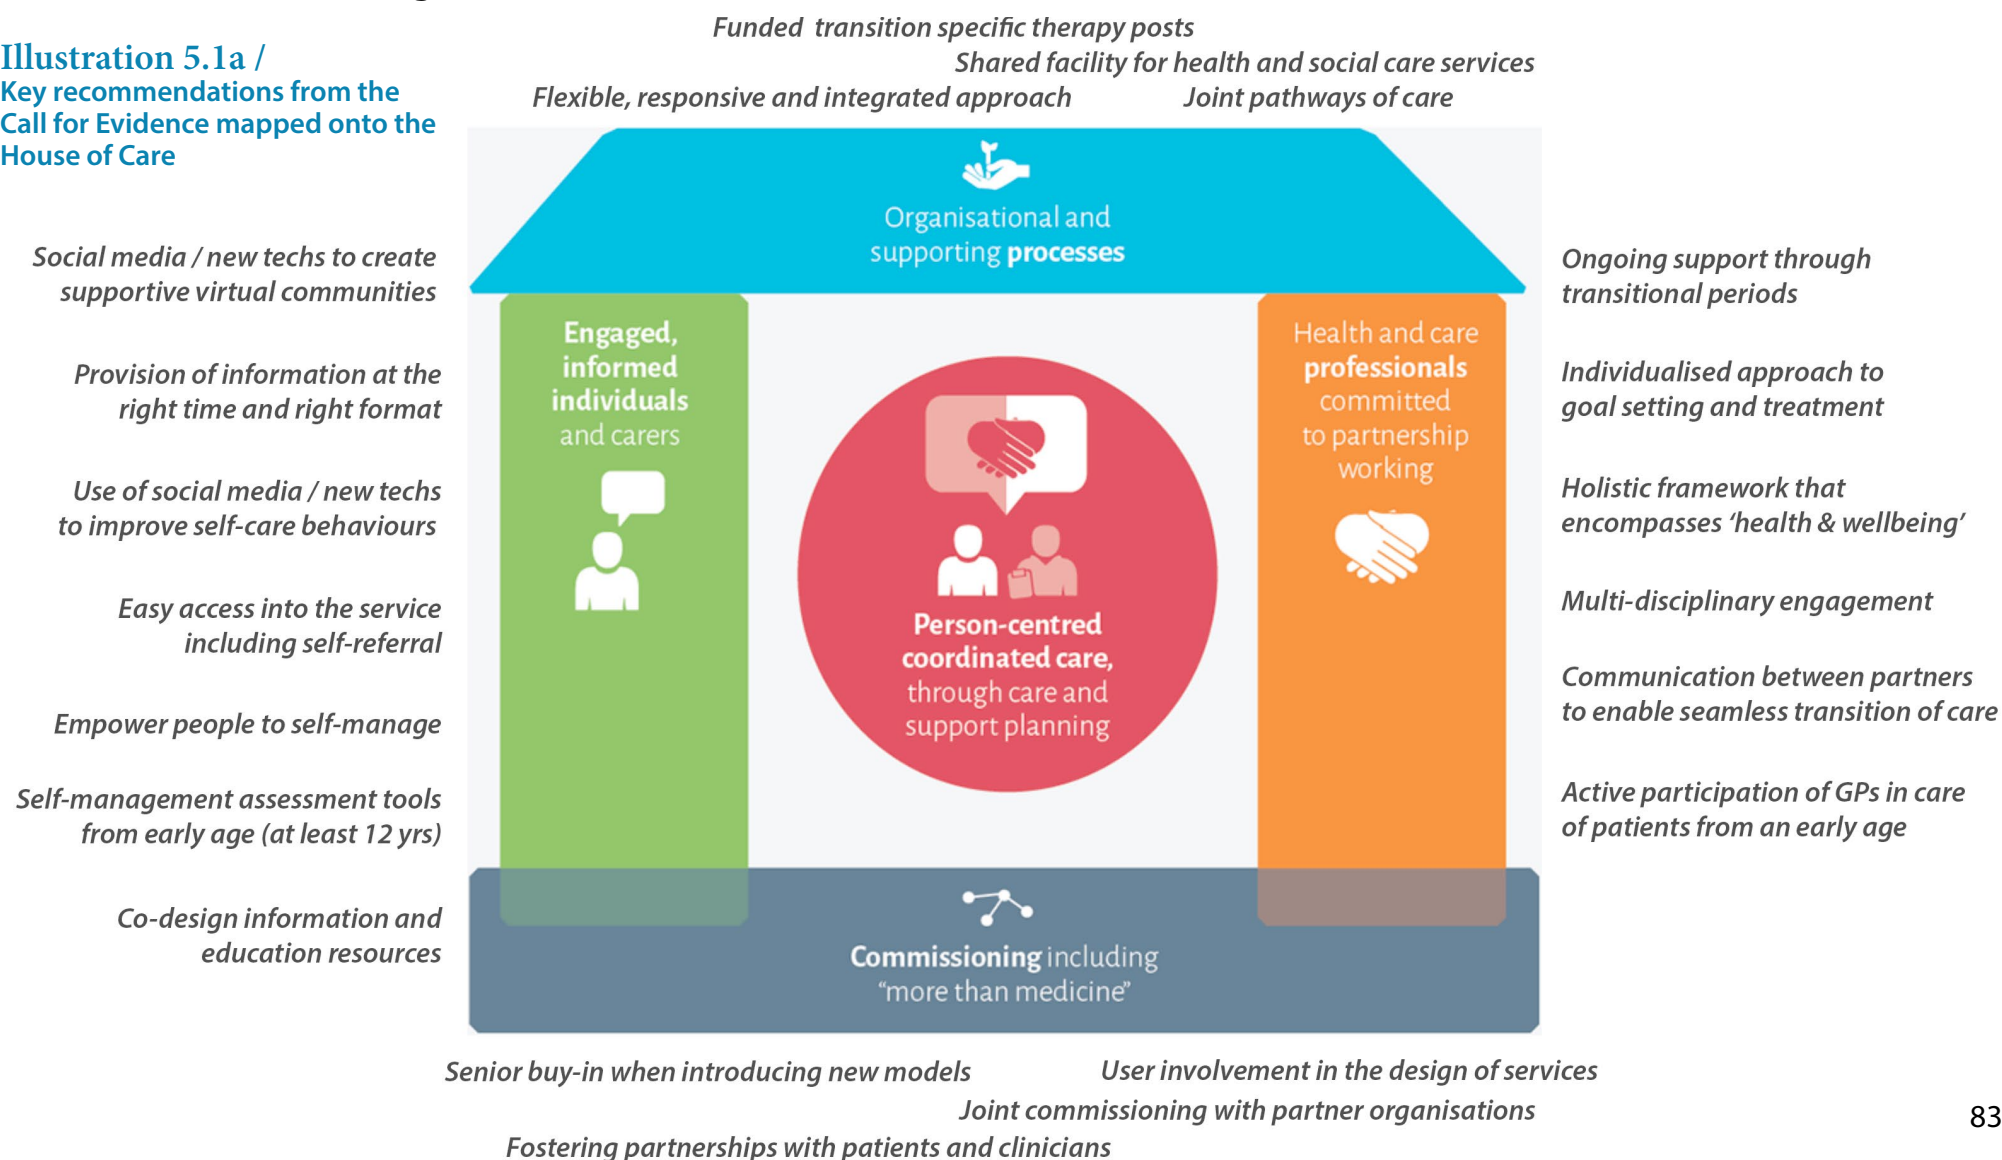 Illustration 5.1a /
Key recommendations from the
Call for Evidence mapped onto the
House of Care
Funded transition specific therapy posts
Shared facility for health and social care services
Flexible, responsive and integrated approach
Joint pathways of care
Social media / new techs to create
supportive virtual communities
Provision of information at the
right time and right format
Use of social media / new techs
to improve self-care behaviours
Easy access into the service
including self-referral
Empower people to self-manage
Self-management assessment tools
from early age (at least 12 yrs)
Co-design information and
education resources
Organisational and
supporting processes
Engaged,
informed
individuals
and carers
Person-centred
coordinated care,
through care and
support planning
Health and care
professionals
committed
to partnership
working
Commissioning including
“more than medicine”
Ongoing support through
transitional periods
Individualised approach to
goal setting and treatment
Holistic framework that
encompasses ‘health & wellbeing’
Multi-disciplinary engagement
Communication between partners
to enable seamless transition of care
Active participation of GPs in care
of patients from an early age
Senior buy-in when introducing new models
User involvement in the design of services
Joint commissioning with partner organisations
Fostering partnerships with patients and clinicians
83